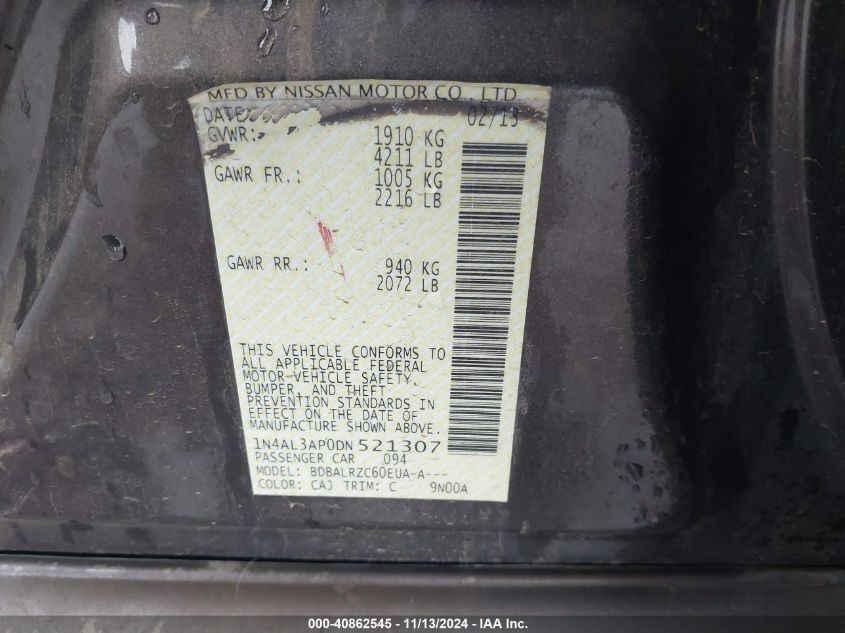 MFD BY NISSAN MOTOR CO., LTD
DATE: 02/13
GVWR: 1910 KG
4211 LB
GAWR FR.: 1005 KG
2216 LB
GAWR RR.: 940 KG
2072 LB
THIS VEHICLE CONFORMS TO
ALL APPLICABLE FEDERAL
MOTOR VEHICLE SAFETY,
BUMPER, AND THEFT
PREVENTION STANDARDS IN
EFFECT ON THE DATE OF
MANUFACTURE SHOWN ABOVE.
1N4AL3AP0DN 521307
PASSENGER CAR 094
MODEL: BDBALRZC60EUA-A---
COLOR: CAJ TRIM: C 9N00A
000-40862545 - 11/13/2024 - IAA Inc.